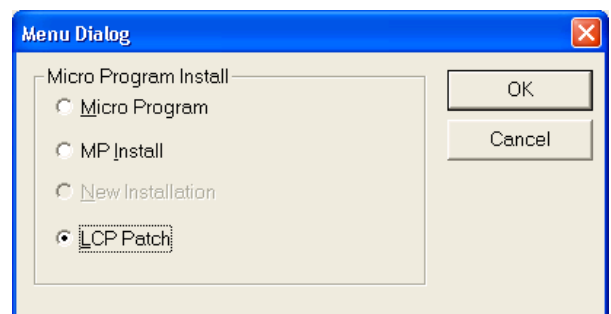 Menu Dialog
Micro Program Install
Micro Program
MP Install
New Installation
LCP Patch
OK
Cancel